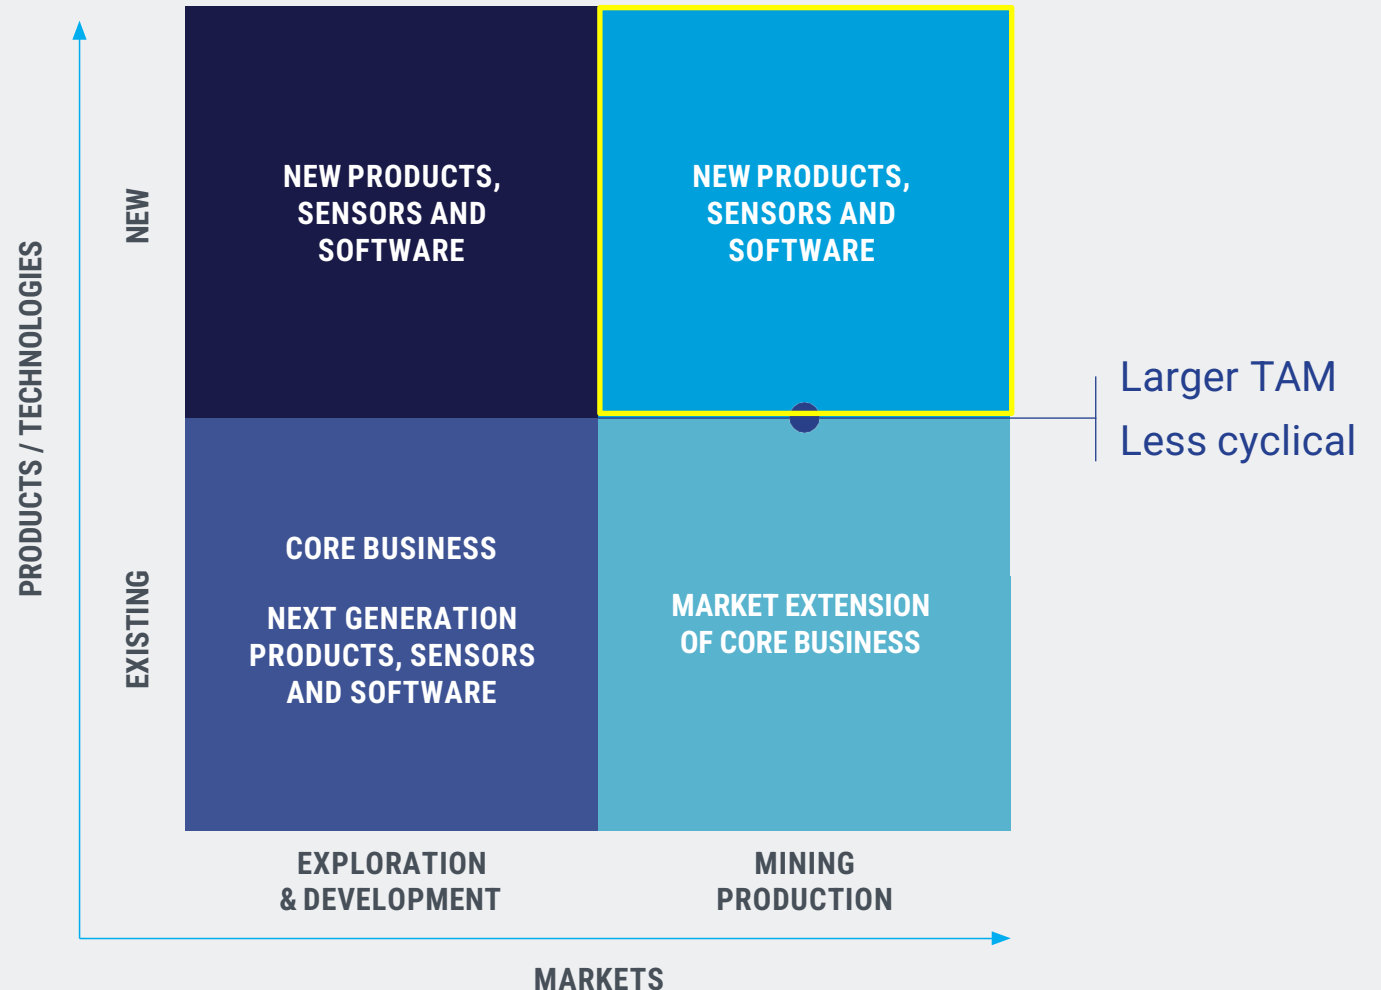 PRODUCTS / TECHNOLOGIES
NEW
EXISTING
NEW PRODUCTS,
SENSORS AND
SOFTWARE
NEW PRODUCTS,
SENSORS AND
SOFTWARE
Larger TAM
Less cyclical
CORE BUSINESS
NEXT GENERATION
PRODUCTS, SENSORS
AND SOFTWARE
MARKET EXTENSION
OF CORE BUSINESS
EXPLORATION
& DEVELOPMENT
MINING
PRODUCTION
MARKETS